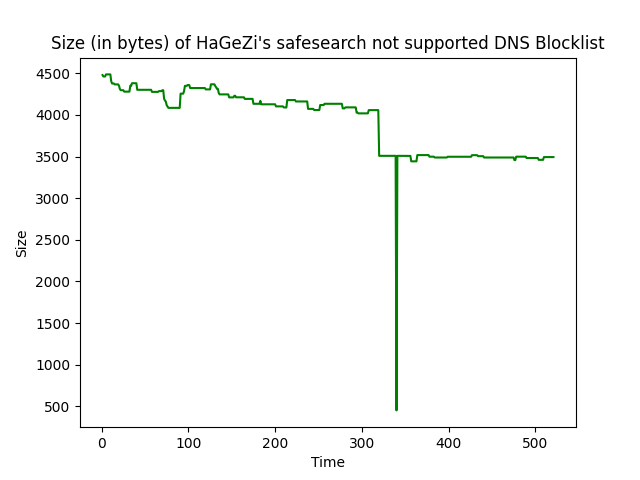 Size (in bytes) of HaGeZi's safesearch not supported DNS Blocklist
4500
4000
3500
3000
2500
2000
1500
1000
500
Size
0 100 200 300 400 500
Time